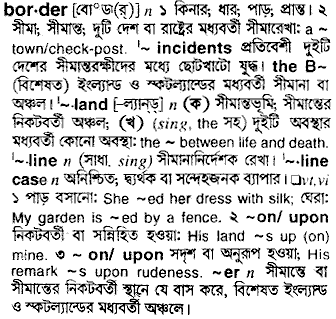 bor·der [বোঃ°ডা(র্)] n ১ কিনার; ধার; পাড়; প্রান্ত। ২
সীমা; সীমান্ত; দুটি দেশ বা রাষ্ট্রের মধ্যবর্তী সীমারেখা: a ~
town/check-post. ˈ~ incidents প্রতিবেশী দুইটি
দেশের সীমান্তরক্ষীদের মধ্যে ছোটখাটো যুদ্ধ। the B~
(বিশেষত) ইংল্যান্ড ও স্কটল্যান্ডের মধ্যবর্তী সীমানা বা
অঞ্চল। ˈ~·land [–ল্যান্ড্] n (ক) সীমান্তভূমি; সীমান্তের
নিকটবর্তী অঞ্চল; (খ) (sing, the সহ) দুইটি অবস্থার
মধ্যবর্তী কোনো অবস্থা: the ~ between life and death.
ˈ~·line n (সাধা. sing) সীমানানির্দেশক রেখা। ˈ~·line
case n অনিশ্চিত; দ্ব্যর্থক বা সন্দেহজনক ব্যাপার। □vt,vi
১ পাড় বসানো: She ~ed her dress with silk; ঘেরা:
My garden is ~ed by a fence. ২ ~on/ upon
নিকটবর্তী বা সন্নিহিত হওয়া: His land ~s up (on)
mine. ৩ ~ on/ upon সদৃশ বা অনুরূপ হওয়া; His
remark ~s upon rudeness. ~er n সীমান্তে বা
সীমান্তের নিকটবর্তী স্থানে যে বাস করে, বিশেষত ইংল্যান্ড
ও স্কটল্যান্ডের মধ্যবর্তী অঞ্চলে।